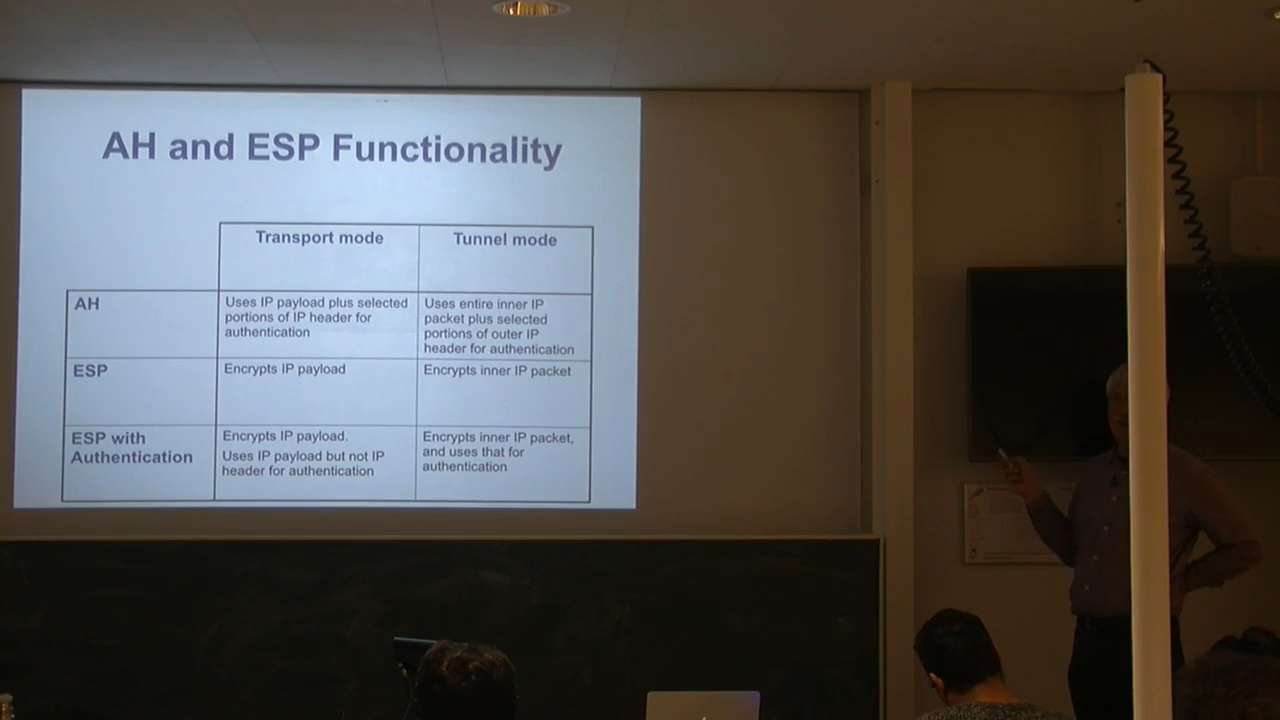 AH and ESP Functionality
Transport mode
Tunnel mode
AH
Uses IP payload plus selected
portions of IP header for
authentication
Uses entire inner IP
packet plus selected
portions of outer IP
header for authentication
ESP
Encrypts IP payload
Encrypts inner IP packet
ESP with
Authentication
Encrypts IP payload.
Uses IP payload but not IP
header for authentication
Encrypts inner IP packet,
and uses that for
authentication